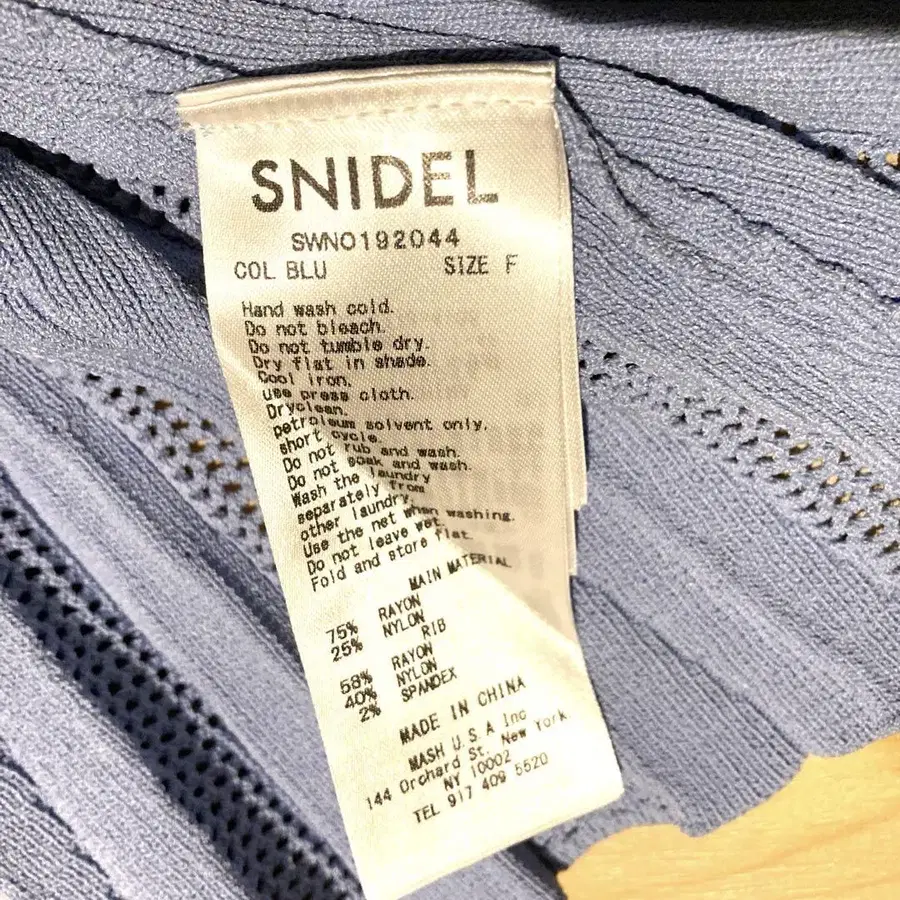 SNIDEL
SWNO192044
COL BLU SIZE F
Hand wash cold.
Do not bleach.
Do not tumble dry.
Dry flat in shade.
Cool iron,
use press cloth.
Dryclean,
petroleum solvent only.
short cycle.
Do not rub and wash.
Do not soak and wash.
Wash the laundry
separately from
other laundry.
Use the net when washing.
Do not leave wet.
Fold and store flat.
MAIN MATERIAL
75% RAYON
25% NYLON
RIB
58% RAYON
40% NYLON
2% SPANDEX
MADE IN CHINA
MASH U.S.A Inc
144 Orchard St. New York.
NY 10002
TEL 917 409 5520